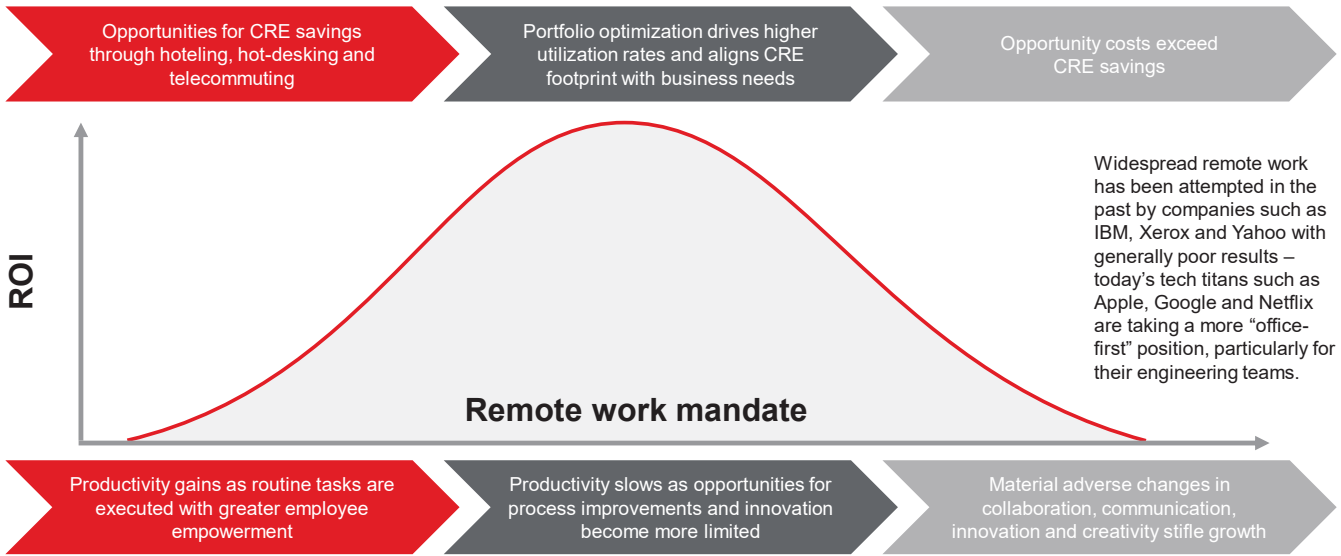 Opportunities for CRE savings
through hoteling, hot-desking and
telecommuting
Portfolio optimization drives higher
utilization rates and aligns CRE
footprint with business needs
Opportunity costs exceed
CRE savings
ROI
Widespread remote work
has been attempted in the
past by companies such as
IBM, Xerox and Yahoo with
generally poor results –
today’s tech titans such as
Apple, Google and Netflix
are taking a more “office-
first” position, particularly for
their engineering teams.
Remote work mandate
Productivity gains as routine tasks are
executed with greater employee
empowerment
Productivity slows as opportunities for
process improvements and innovation
become more limited
Material adverse changes in
collaboration, communication,
innovation and creativity stifle growth